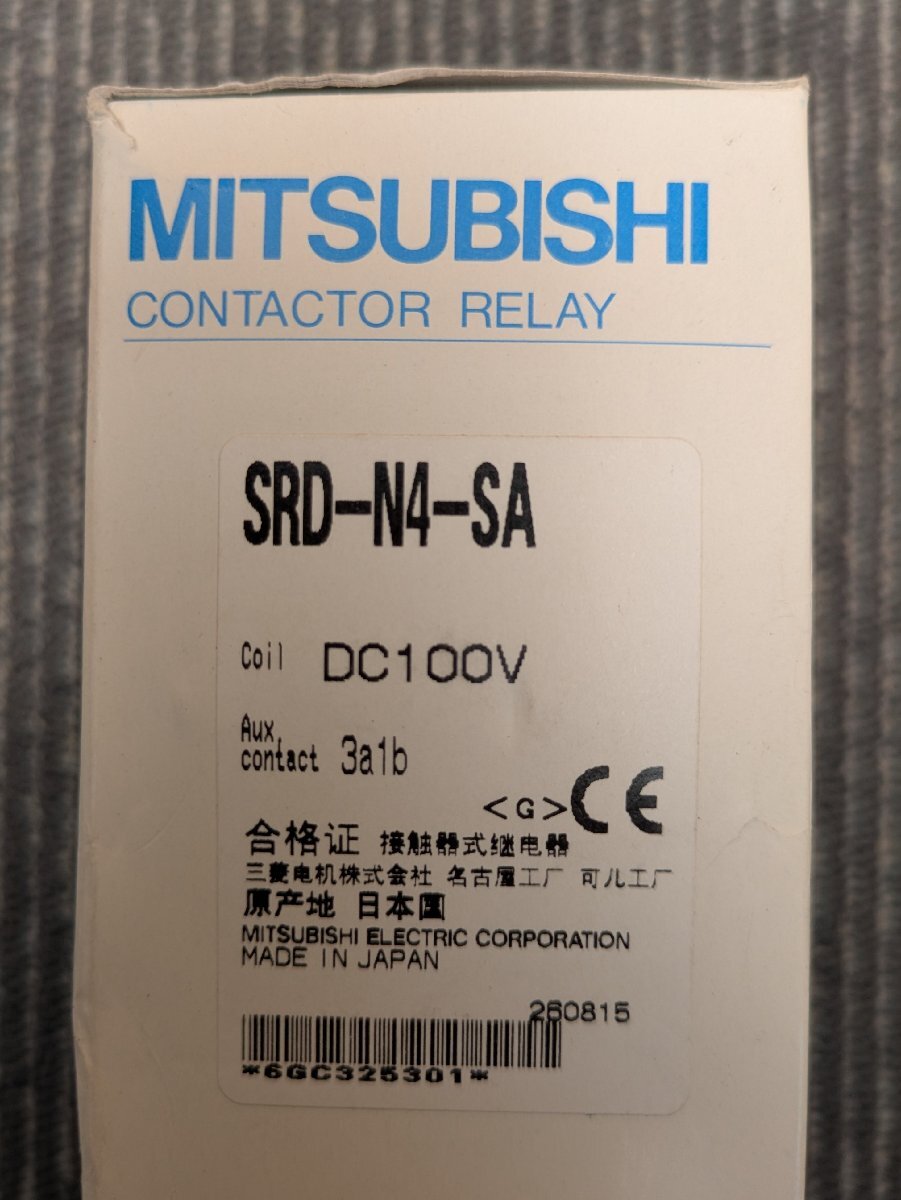 MITSUBISHI
CONTACTOR RELAY
SRD-N4-SA
Coil DC100V
Aux.
contact 3a1b
<G> CE
合格证 接触器式继电器
三菱电机株式会社 名古屋工厂 可儿工厂
原产地 日本国
MITSUBISHI ELECTRIC CORPORATION
MADE IN JAPAN
260815
*6GC325301*